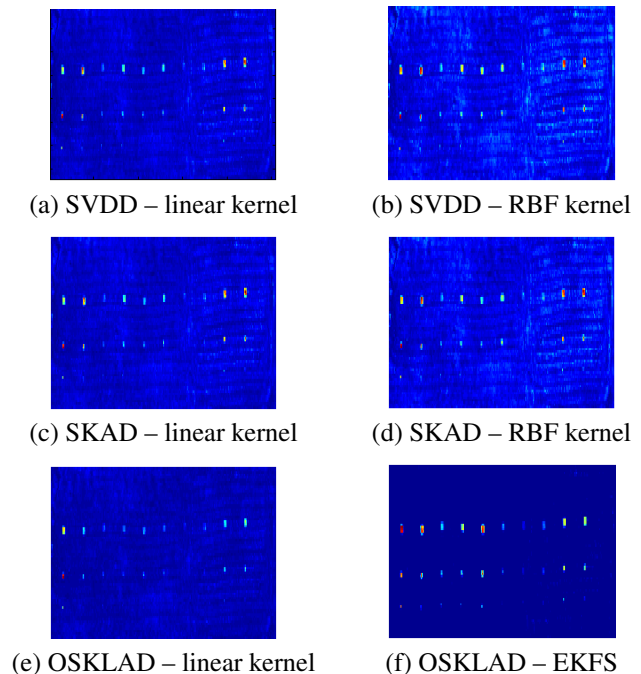 (a) SVDD – linear kernel
(b) SVDD – RBF kernel
(c) SKAD – linear kernel
(d) SKAD – RBF kernel
(e) OSKLAD – linear kernel
(f) OSKLAD – EKFS